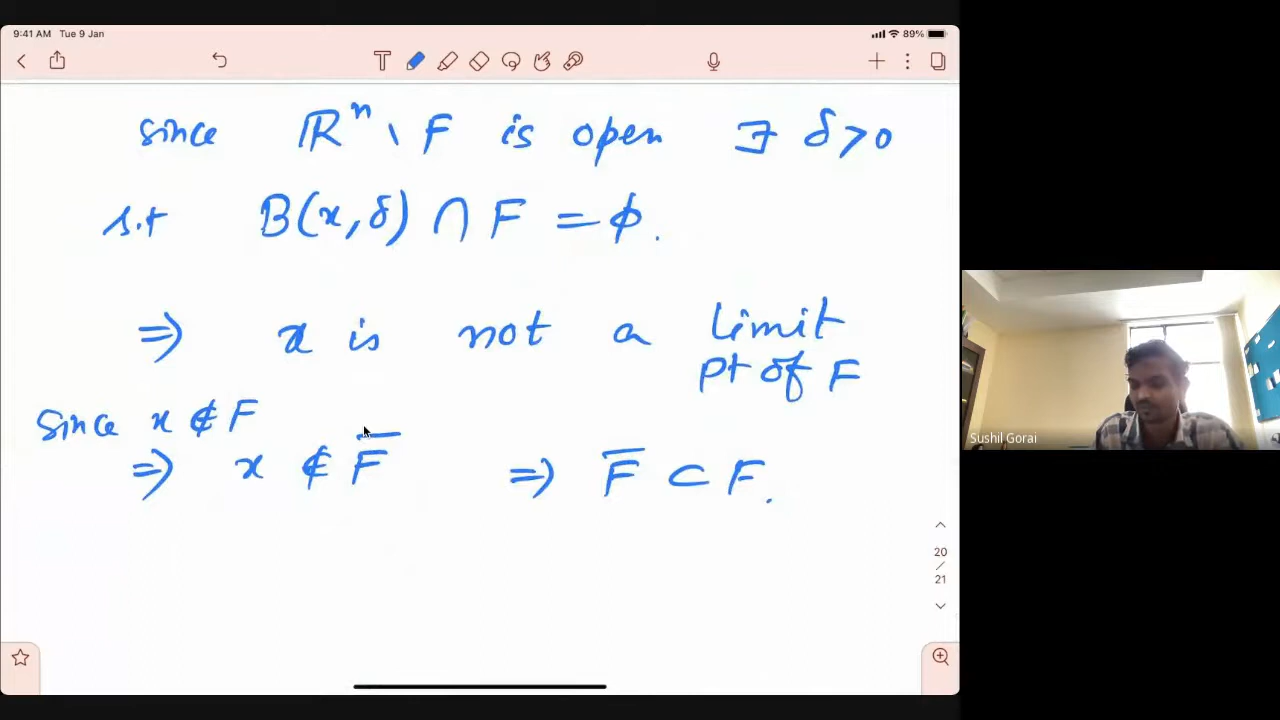 9:41 AM Tue 9 Jan
89%
since ℝⁿ \ F is open ∃ δ>0
s.t B(x, δ) ∩ F = ϕ.
⇒ x is not a limit
pt of F
since x ∉ F
⇒ x ∉ F̅ ⇒ F̅ ⊂ F.
Sushil Gorai
20
/
21